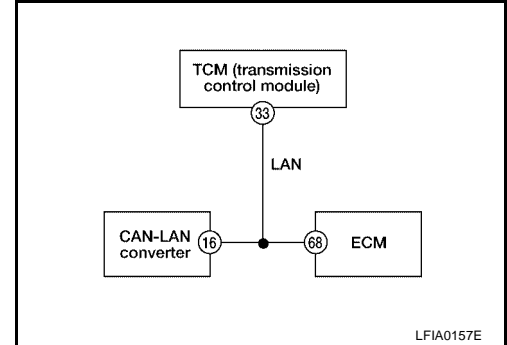 TCM (transmission
control module)
33
LAN
CAN-LAN
converter
16
68
ECM
LFIA0157E